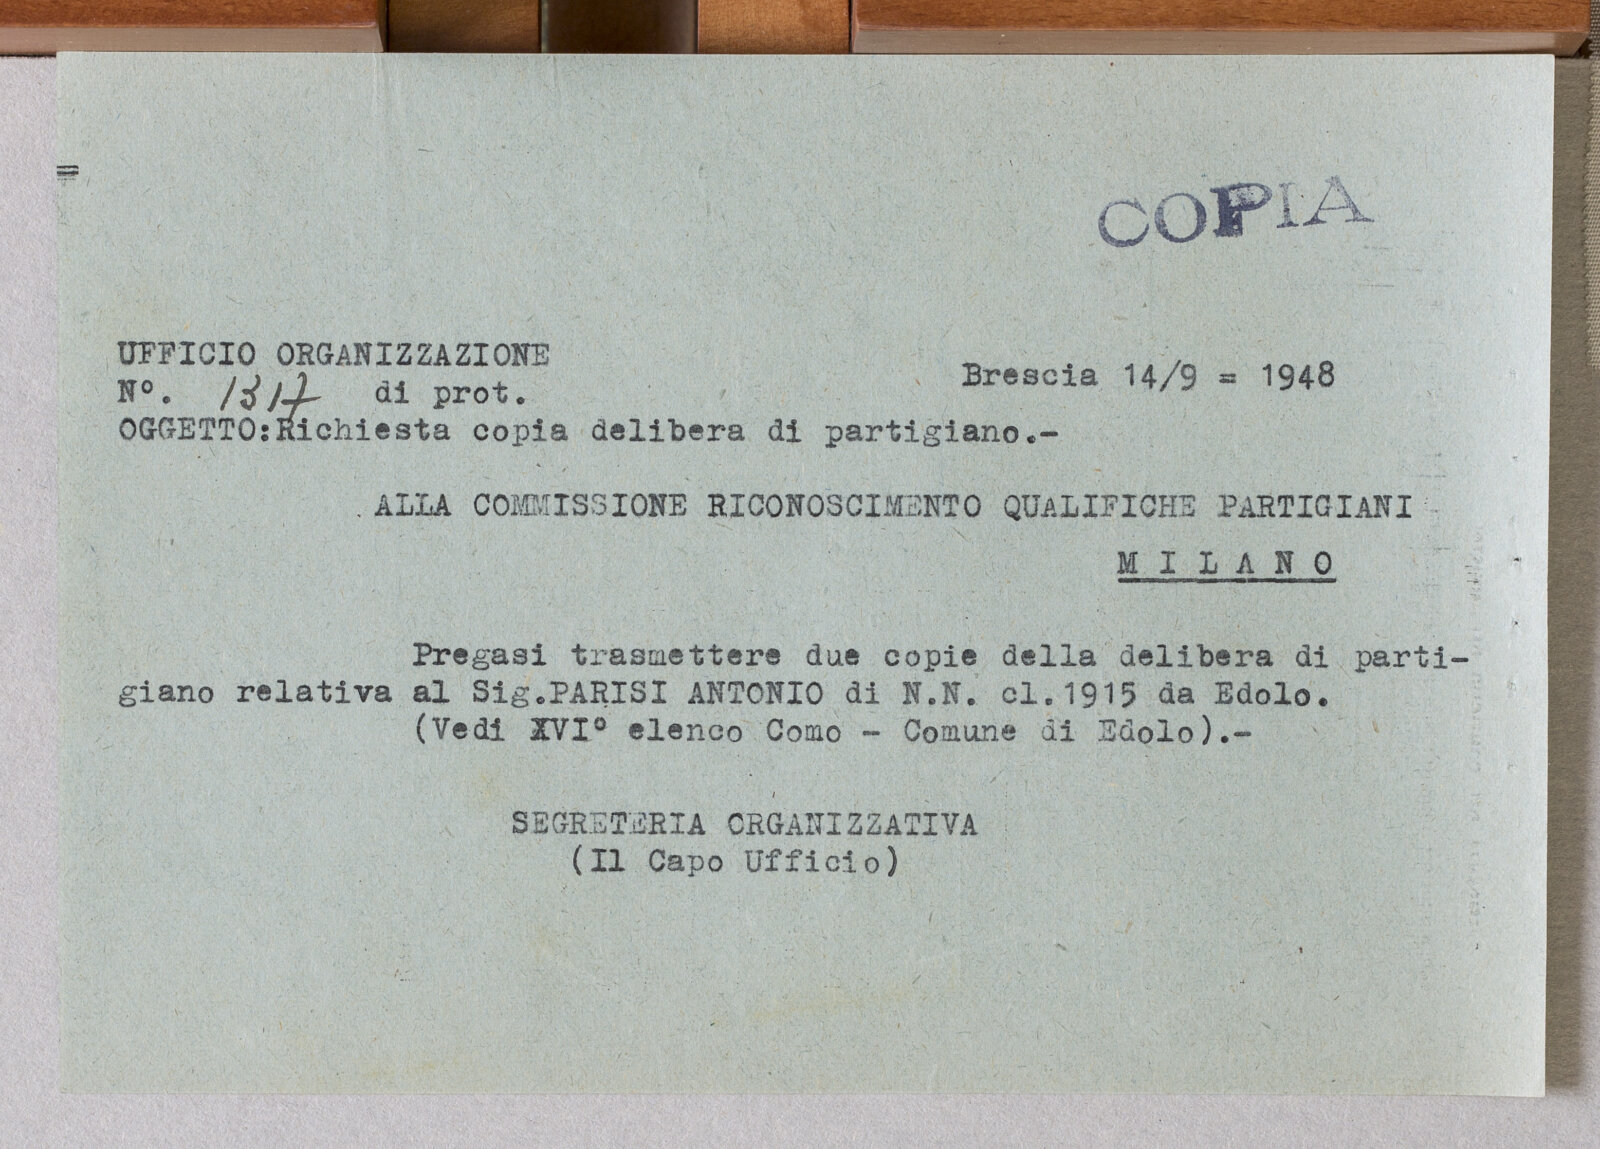 =
COPIA
UFFICIO ORGANIZZAZIONE
Brescia 14/9 = 1948
N°. 1317 di prot.
OGGETTO:Richiesta copia delibera di partigiano.-
ALLA COMMISSIONE RICONOSCIMENTO QUALIFICHE PARTIGIANI
M I L A N O
Pregasi trasmettere due copie della delibera di parti-
giano relativa al Sig.PARISI ANTONIO di N.N. cl.1915 da Edolo.
(Vedi XVI° elenco Como - Comune di Edolo).-
SEGRETERIA ORGANIZZATIVA
(Il Capo Ufficio)